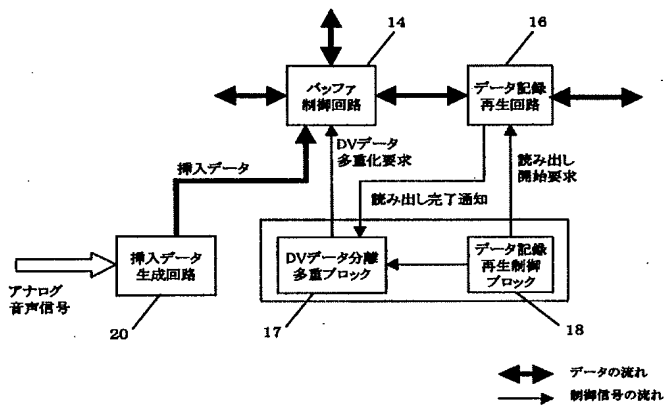 14
16
バッファ
制御回路
データ記録
再生回路
DVデータ
多重化要求
挿入データ
読み出し
開始要求
読み出し完了通知
挿入データ
生成回路
DVデータ分離
多重ブロック
データ記録
再生制御
ブロック
アナログ
音声信号
20
17
18
データの流れ
制御信号の流れ